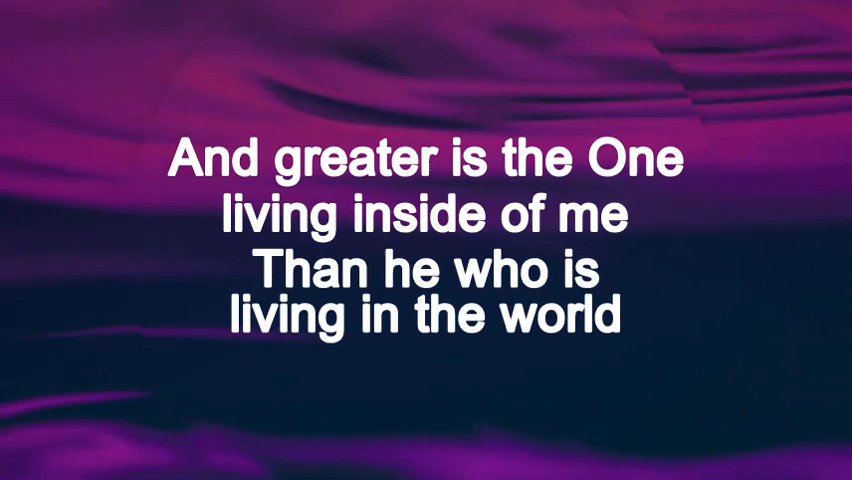 And greater is the One
living inside of me
Than he who is
living in the world